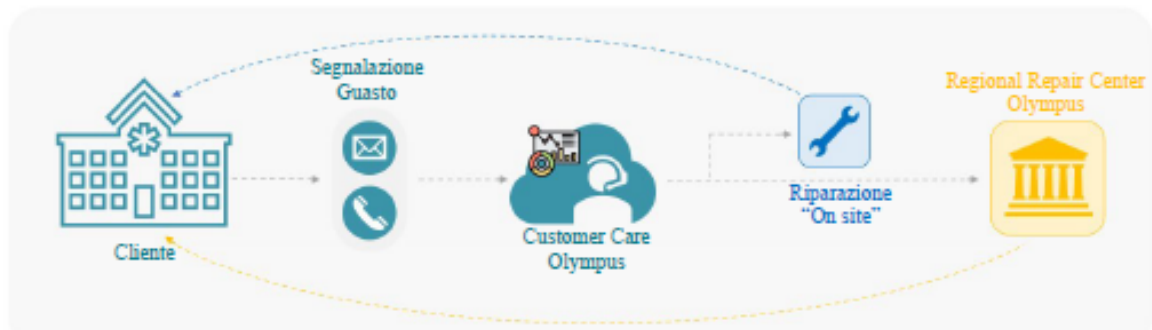 Segnalazione
Guasto
Regional Repair Center
Olympus
Riparazione
“On site”
Customer Care
Olympus
Cliente